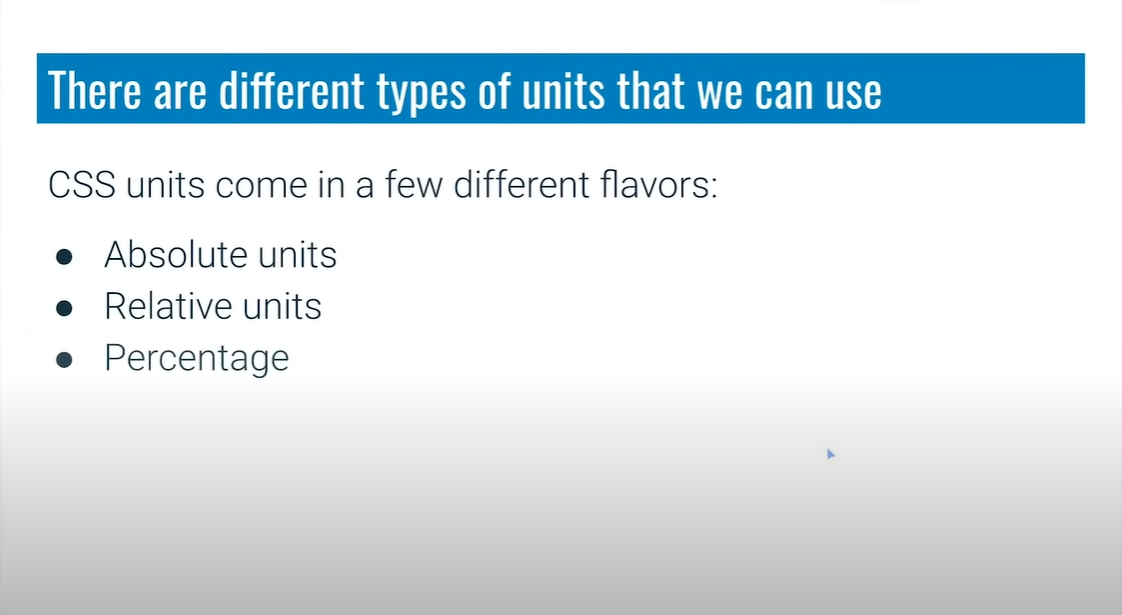 There are different types of units that we can use
CSS units come in a few different flavors:
● Absolute units
● Relative units
● Percentage